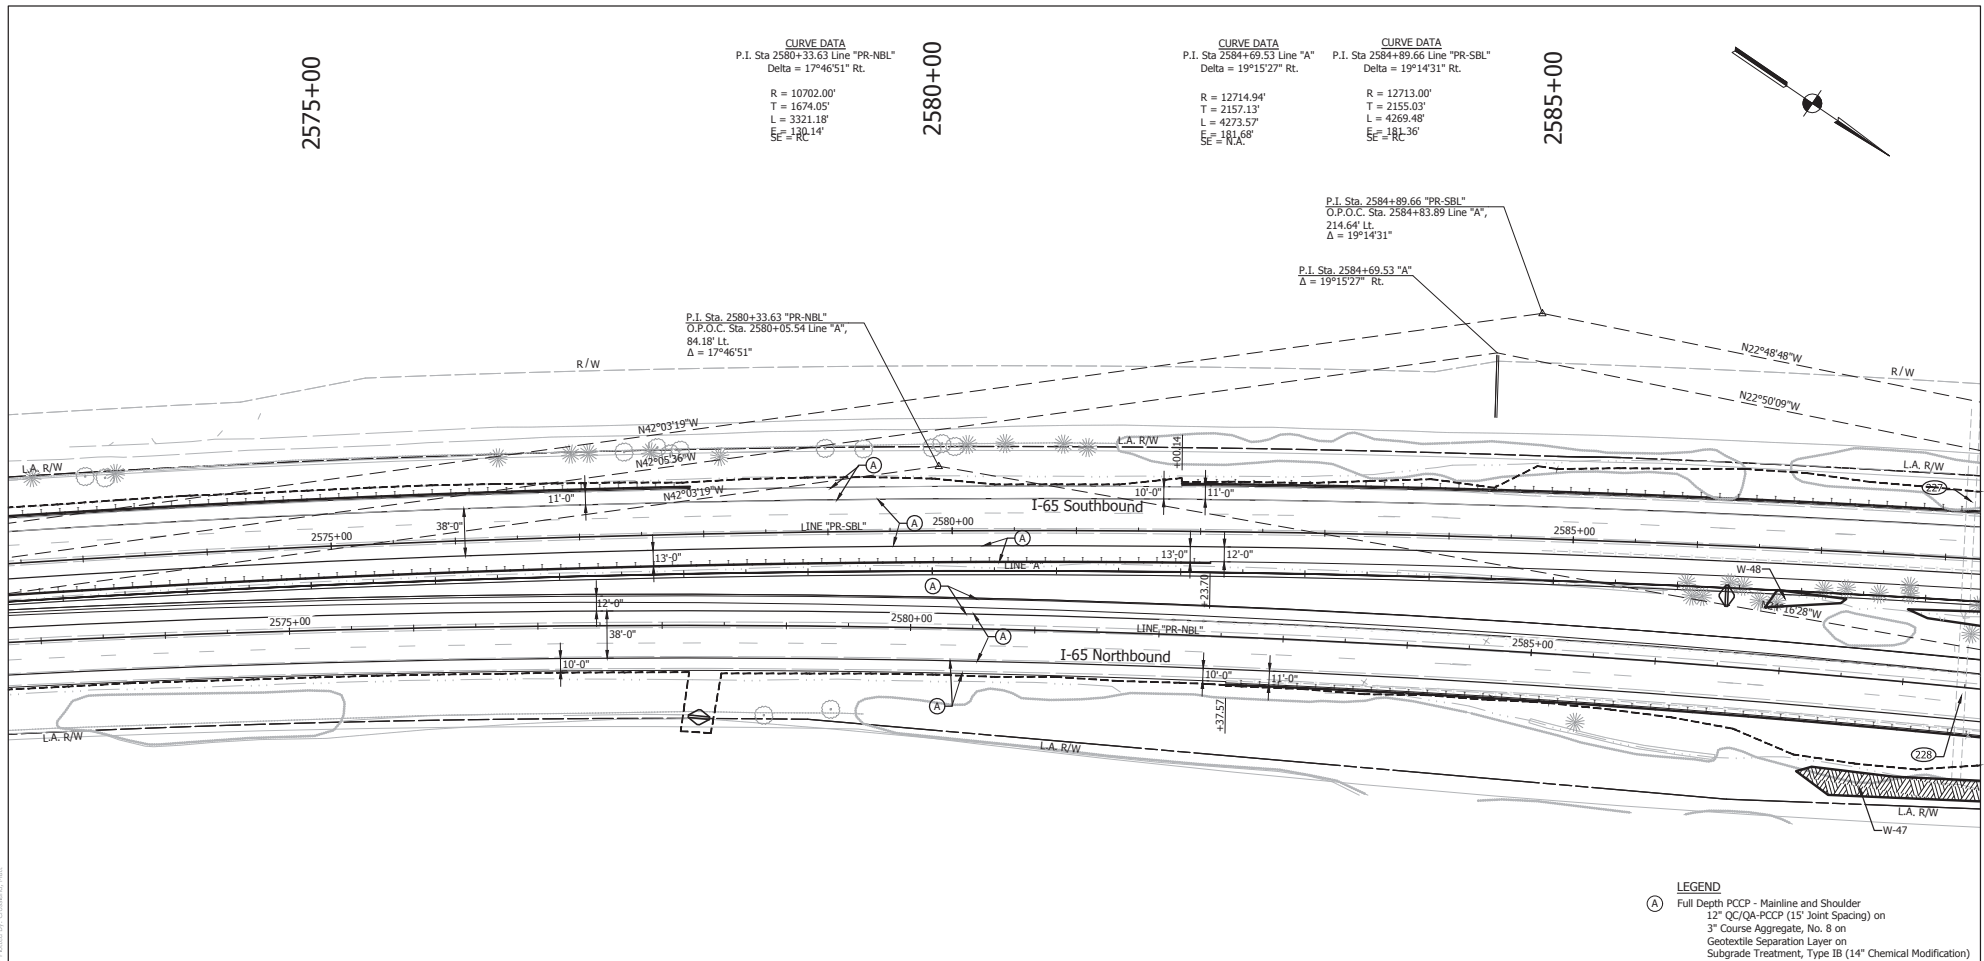 2575+00
CURVE DATA
P.I. Sta 2580+33.63 Line "PR-NBL"
Delta = 17°46'51" Rt.
R = 10702.00'
T = 1674.05'
L = 3321.18'
E = 130.14'
SE = RC
2580+00
CURVE DATA
P.I. Sta 2584+69.53 Line "A"
Delta = 19°15'27" Rt.
R = 12714.94'
T = 2157.13'
L = 4273.57'
E = 181.68'
SE = N.A.
CURVE DATA
P.I. Sta 2584+89.66 Line "PR-SBL"
Delta = 19°14'31" Rt.
R = 12713.00'
T = 2155.03'
L = 4269.48'
E = 181.36'
SE = RC
2585+00
P.I. Sta. 2584+89.66 "PR-SBL"
O.P.O.C. Sta. 2584+83.89 Line "A",
214.64' Lt.
Δ = 19°14'31"
P.I. Sta. 2584+69.53 "A"
Δ = 19°15'27" Rt.
P.I. Sta. 2580+33.63 "PR-NBL"
O.P.O.C. Sta. 2580+05.54 Line "A",
84.18' Lt.
Δ = 17°46'51"
R/W
N22°48'48"W
R/W
N22°50'09"W
N42°03'19"W
L.A. R/W
+00.14
N42°05'36"W
L.A. R/W
L.A. R/W
N42°03'19"W
11'-0"
10'-0"
11'-0"
227
I-65 Southbound
38'-0"
A
A
A
2575+00
LINE "PR-SBL"
2580+00
2585+00
13'-0"
13'-0"
12'-0"
LINE "A"
W-48
+23.70
A
12'-0"
2575+00
2580+00
LINE "PR-NBL"
2585+00
38'-0"
A
I-65 Northbound
10'-0"
10'-0"
11'-0"
A
+37.57
L.A. R/W
L.A. R/W
228
L.A. R/W
W-47
LEGEND
A Full Depth PCCP - Mainline and Shoulder
12" QC/QA-PCCP (15' Joint Spacing) on
3" Course Aggregate, No. 8 on
Geotextile Separation Layer on
Subgrade Treatment, Type IB (14" Chemical Modification)